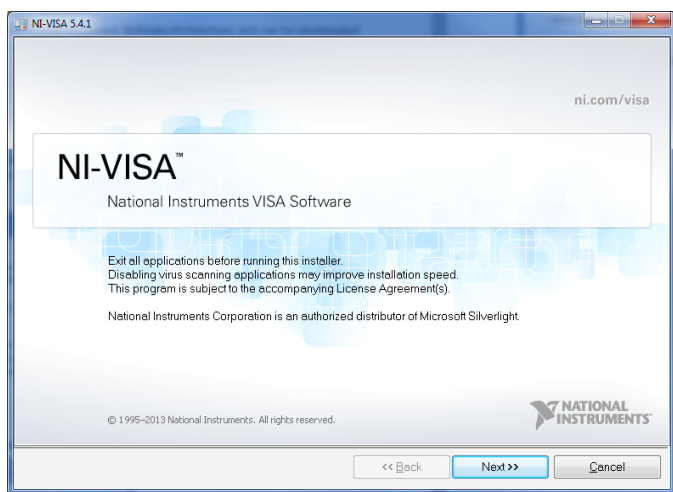 NI-VISA 5.4.1
ni.com/visa
NI-VISA™
National Instruments VISA Software
Exit all applications before running this installer.
Disabling virus scanning applications may improve installation speed.
This program is subject to the accompanying License Agreement(s).
National Instruments Corporation is an authorized distributor of Microsoft Silverlight.
© 1995–2013 National Instruments. All rights reserved.
NATIONAL
INSTRUMENTS
<< Back Next >> Cancel